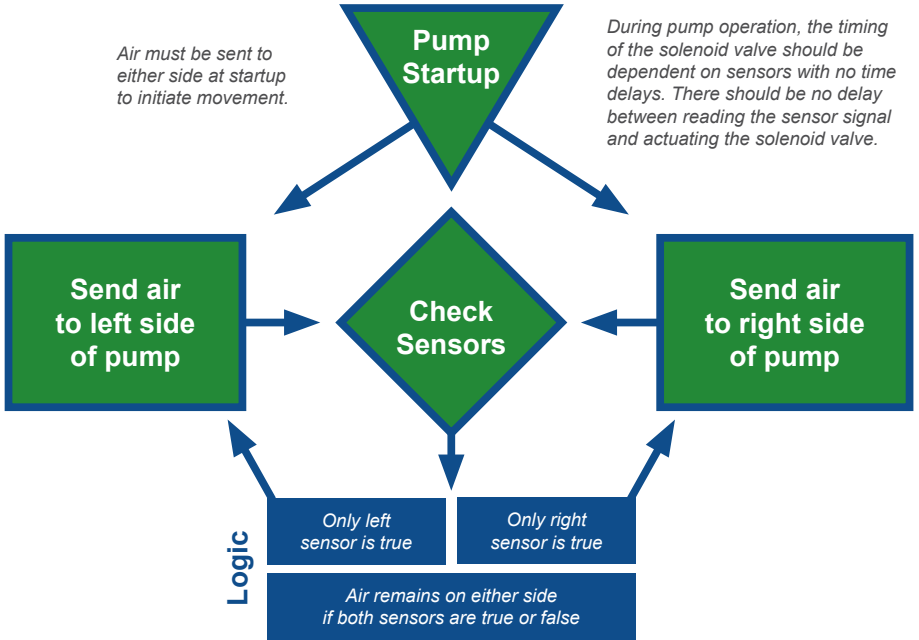 Air must be sent to
either side at startup
to initiate movement.
Pump
Startup
During pump operation, the timing
of the solenoid valve should be
dependent on sensors with no time
delays. There should be no delay
between reading the sensor signal
and actuating the solenoid valve.
Send air
to left side
of pump
Check
Sensors
Send air
to right side
of pump
Logic
Only left
sensor is true
Only right
sensor is true
Air remains on either side
if both sensors are true or false